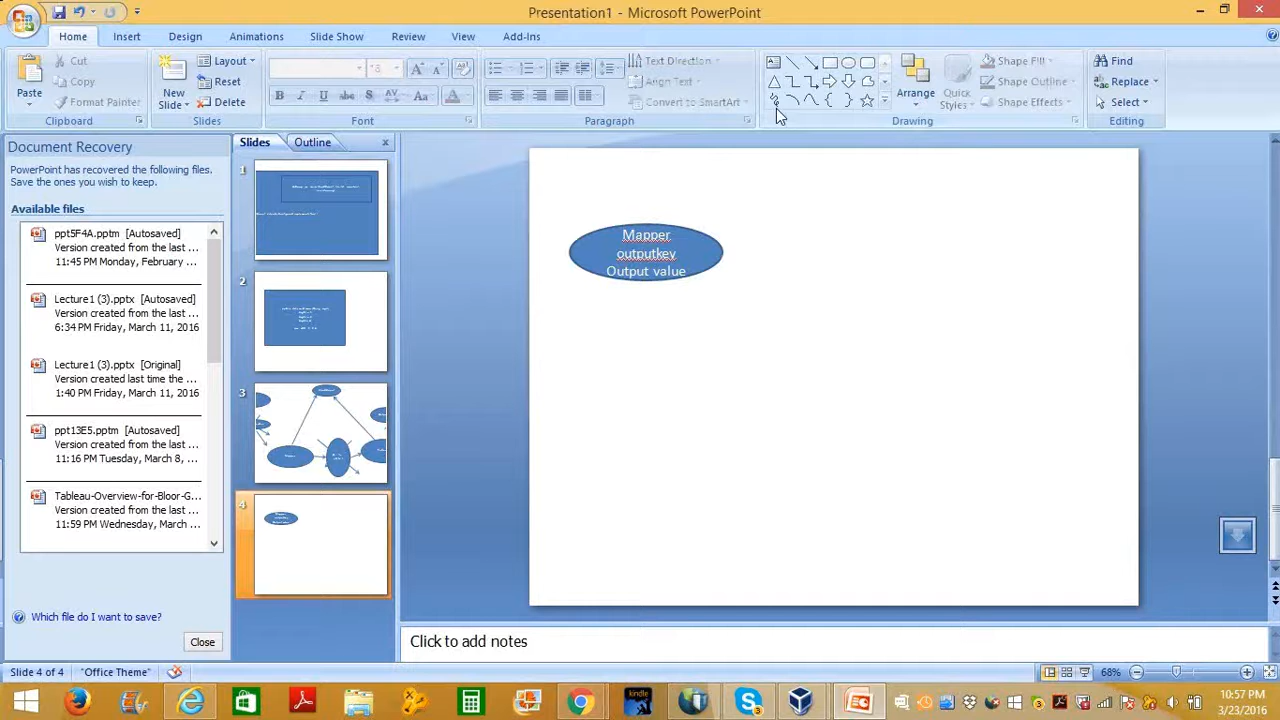 Presentation1 - Microsoft PowerPoint
Home Insert Design Animations Slide Show Review View Add-Ins
Paste
Cut
Copy
Format Painter
Clipboard
New
Slide
Layout
Reset
Delete
Slides
Font
Text Direction
Align Text
Convert to SmartArt
Paragraph
Arrange
Quick
Styles
Shape Fill
Shape Outline
Shape Effects
Drawing
Find
Replace
Select
Editing
Document Recovery
PowerPoint has recovered the following files.
Save the ones you wish to keep.
Available files
ppt5F4A.pptm [Autosaved]
Version created from the last ...
11:45 PM Monday, February ...
Lecture1 (3).pptx [Autosaved]
Version created from the last ...
6:34 PM Friday, March 11, 2016
Lecture1 (3).pptx [Original]
Version created last time the ...
1:40 PM Friday, March 11, 2016
ppt13E5.pptm [Autosaved]
Version created from the last ...
11:16 PM Tuesday, March 8, ...
Tableau-Overview-for-Bloor-G...
Version created from the last ...
11:59 PM Wednesday, March ...
Which file do I want to save?
Close
Slides Outline
1
2
3
4
Mapper
outputkey
Output value
Click to add notes
Slide 4 of 4 "Office Theme" 68%
kindle
3
10:57 PM
3/23/2016